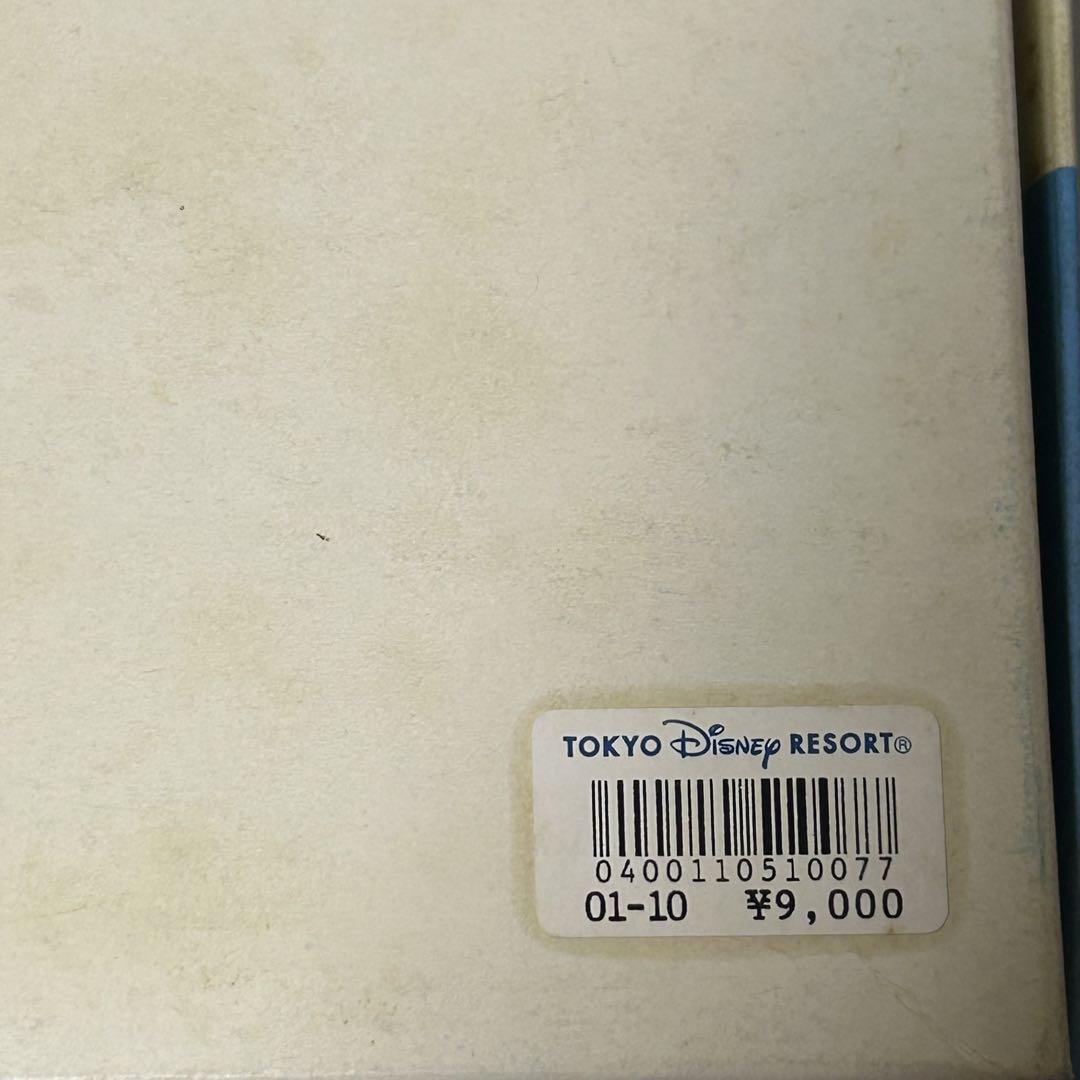 TOKYO Disney RESORT®
0400110510077
01-10 ¥9,000